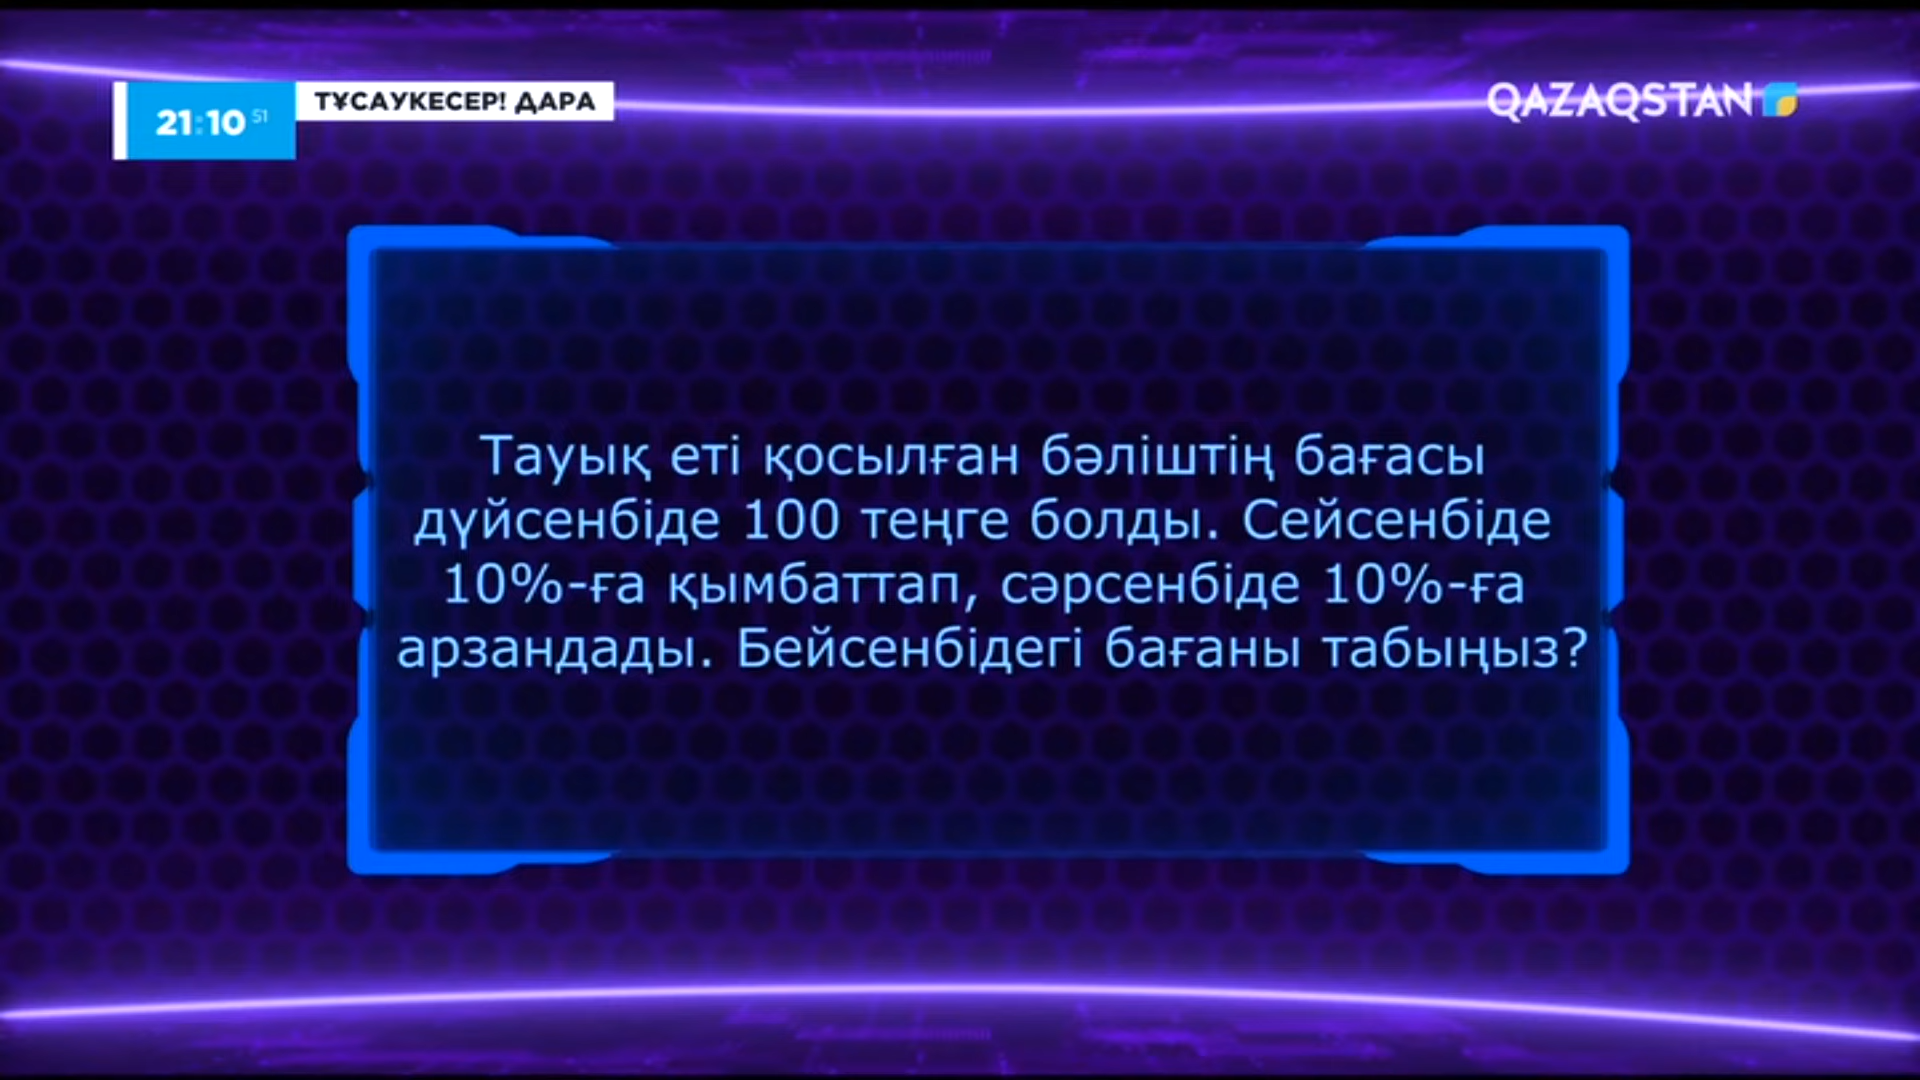 21:10 51
ТҰСАУКЕСЕР! ДАРА
QAZAQSTAN
Тауық еті қосылған бәліштің бағасы
дүйсенбіде 100 теңге болды. Сейсенбіде
10%-ға қымбаттап, сәрсенбіде 10%-ға
арзандады. Бейсенбідегі бағаны табыңыз?